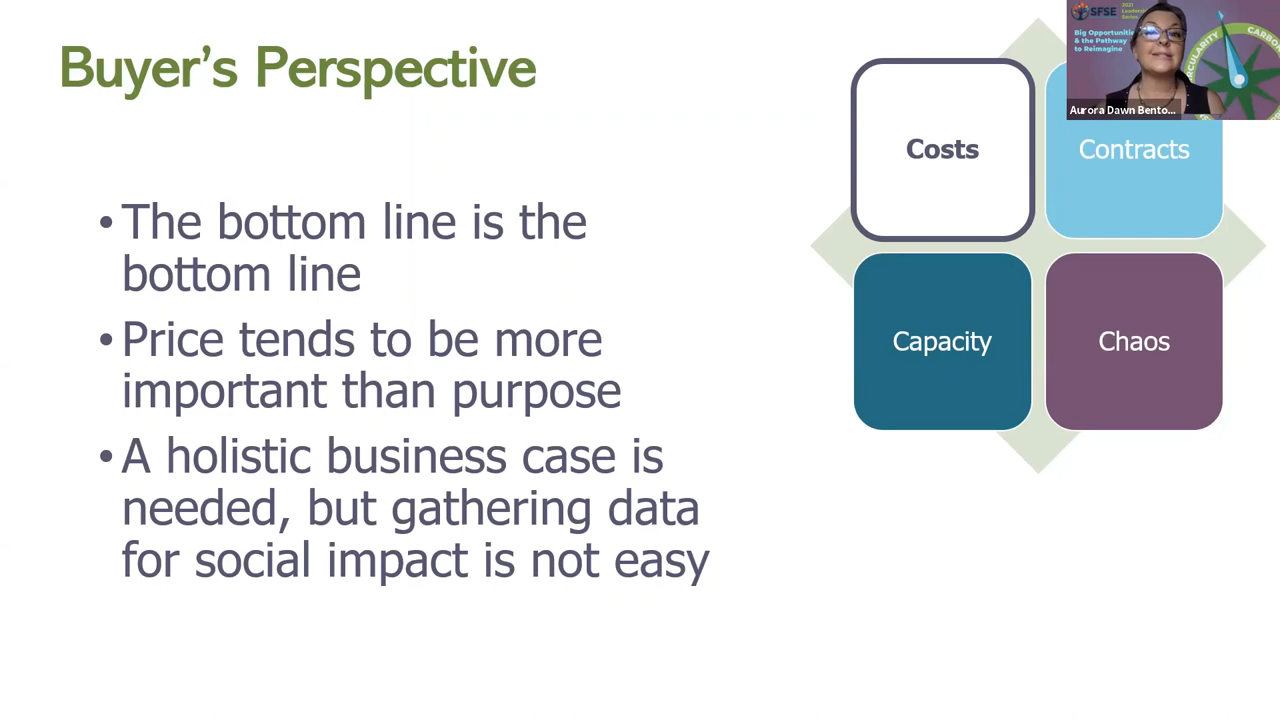 Buyer's Perspective
• The bottom line is the
bottom line
• Price tends to be more
important than purpose
• A holistic business case is
needed, but gathering data
for social impact is not easy
Costs
Contracts
Capacity
Chaos
SFSE
2021
Series
Big
& the Pathway
to Reimagine
Aurora Dawn Bento...